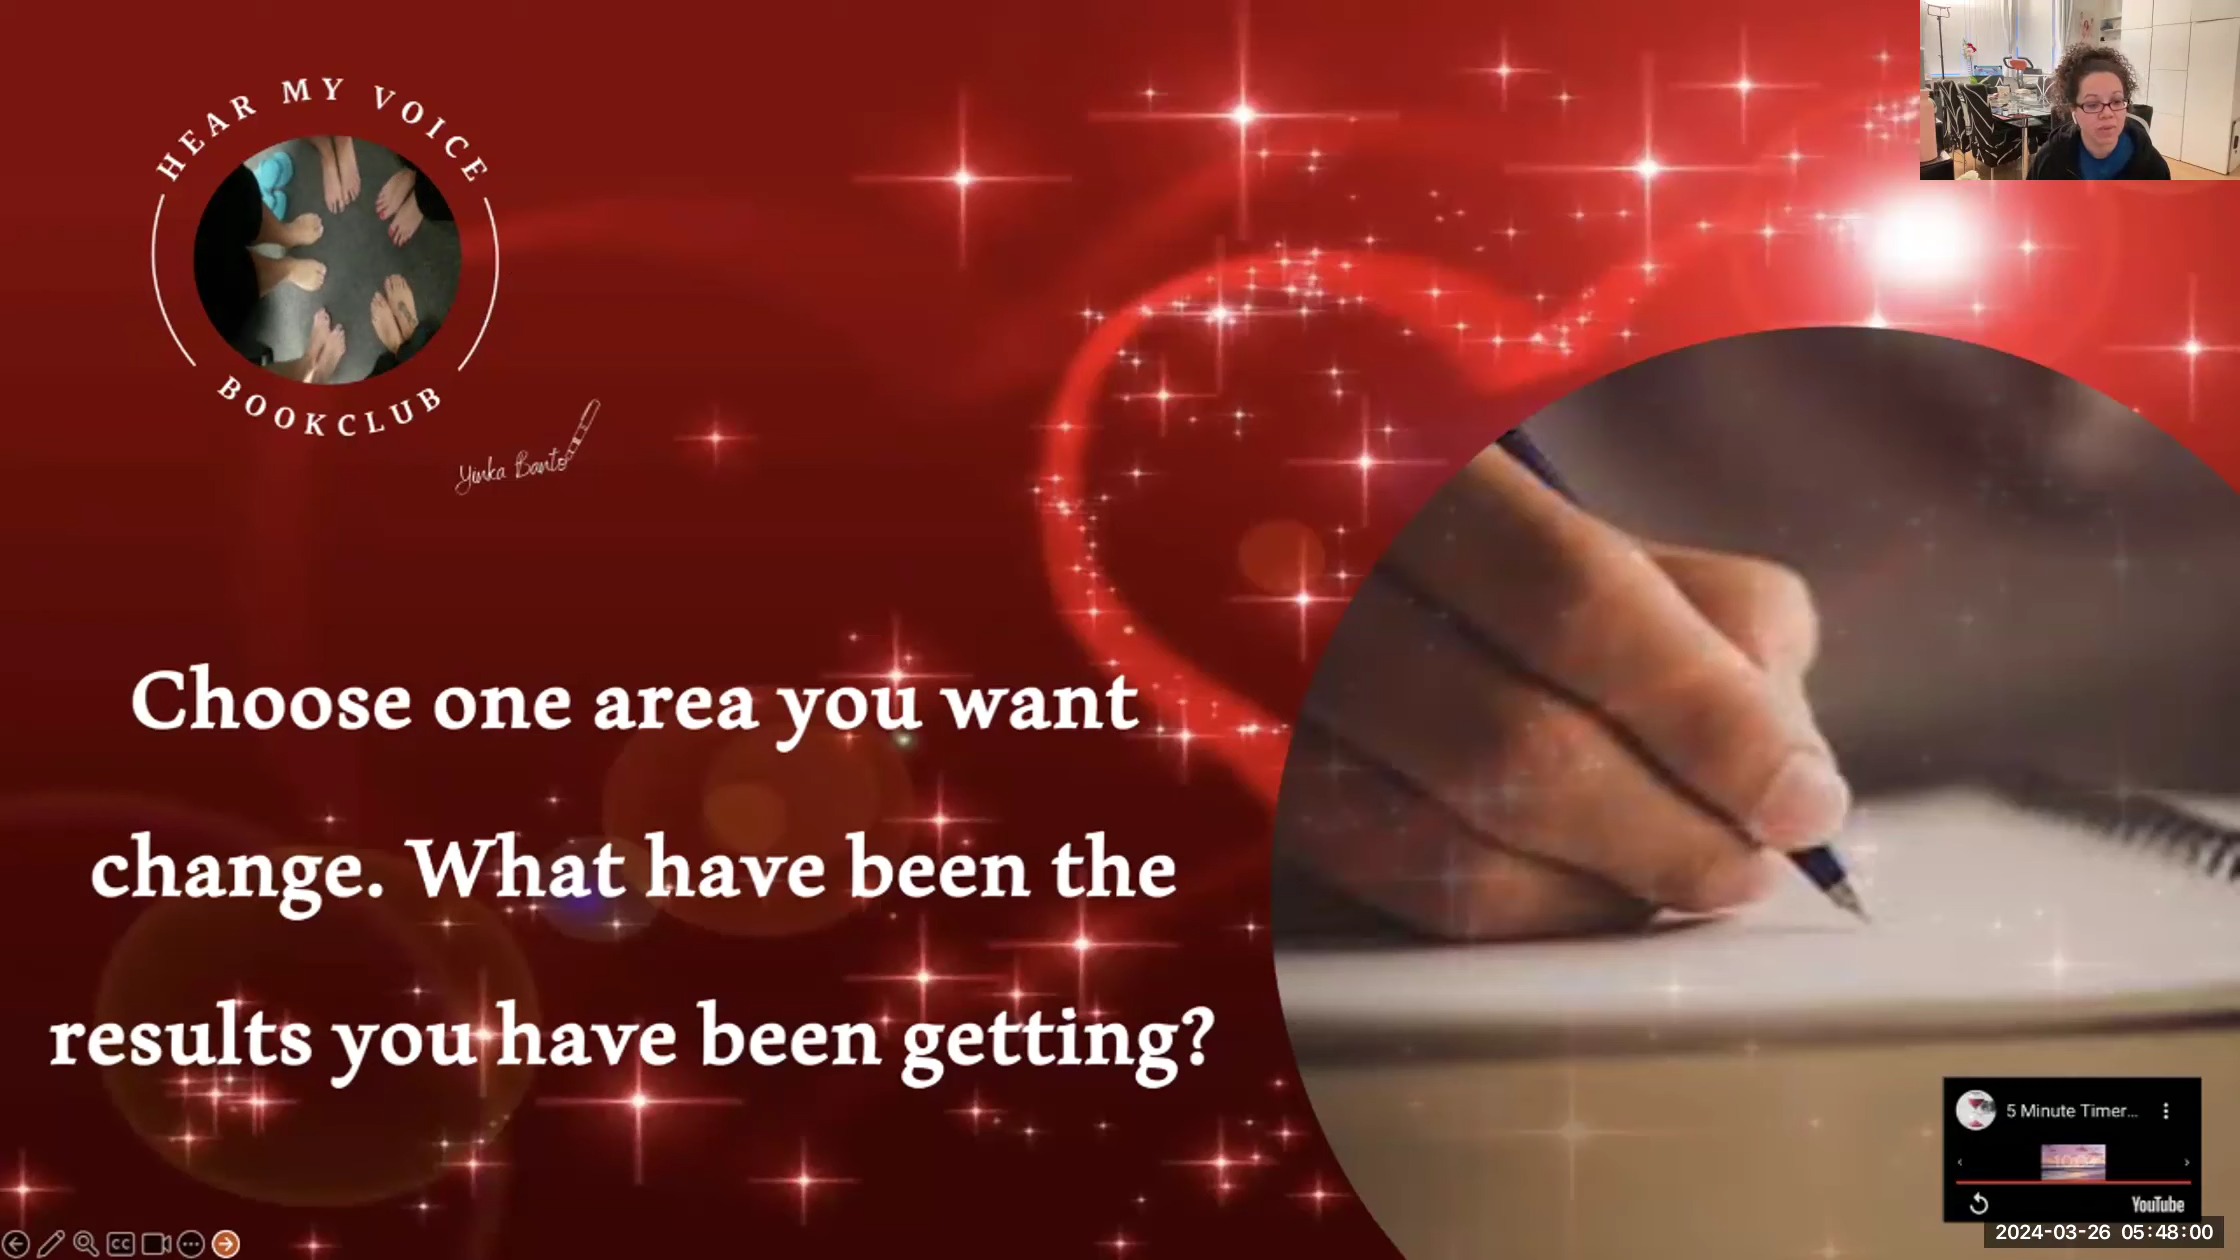 HEAR MY VOICE
BOOKCLUB
Yinka Banto
Choose one area you want
change. What have been the
results you have been getting?
5 Minute Timer...
YouTube
CC
2024-03-26 05:48:00